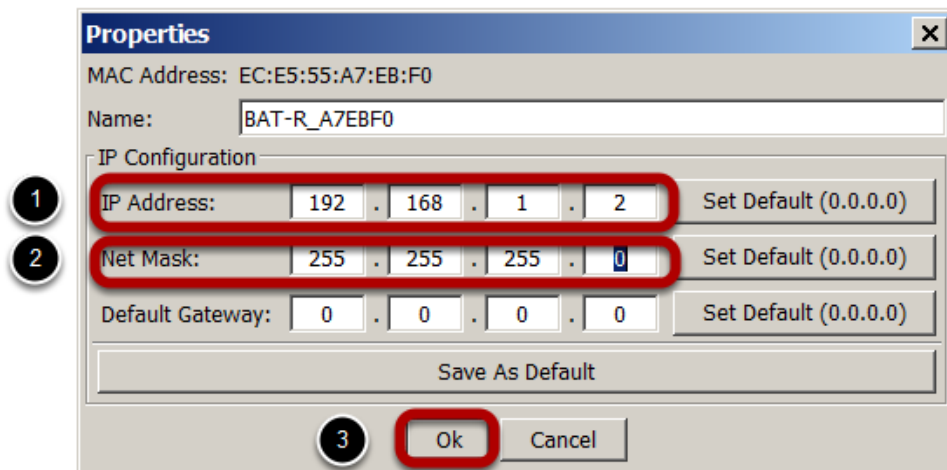 Properties
MAC Address: EC:E5:55:A7:EB:F0
Name: BAT-R_A7EBF0
IP Configuration
1 IP Address: 192 . 168 . 1 . 2 Set Default (0.0.0.0)
2 Net Mask: 255 . 255 . 255 . 0 Set Default (0.0.0.0)
Default Gateway: 0 . 0 . 0 . 0 Set Default (0.0.0.0)
Save As Default
3 Ok Cancel